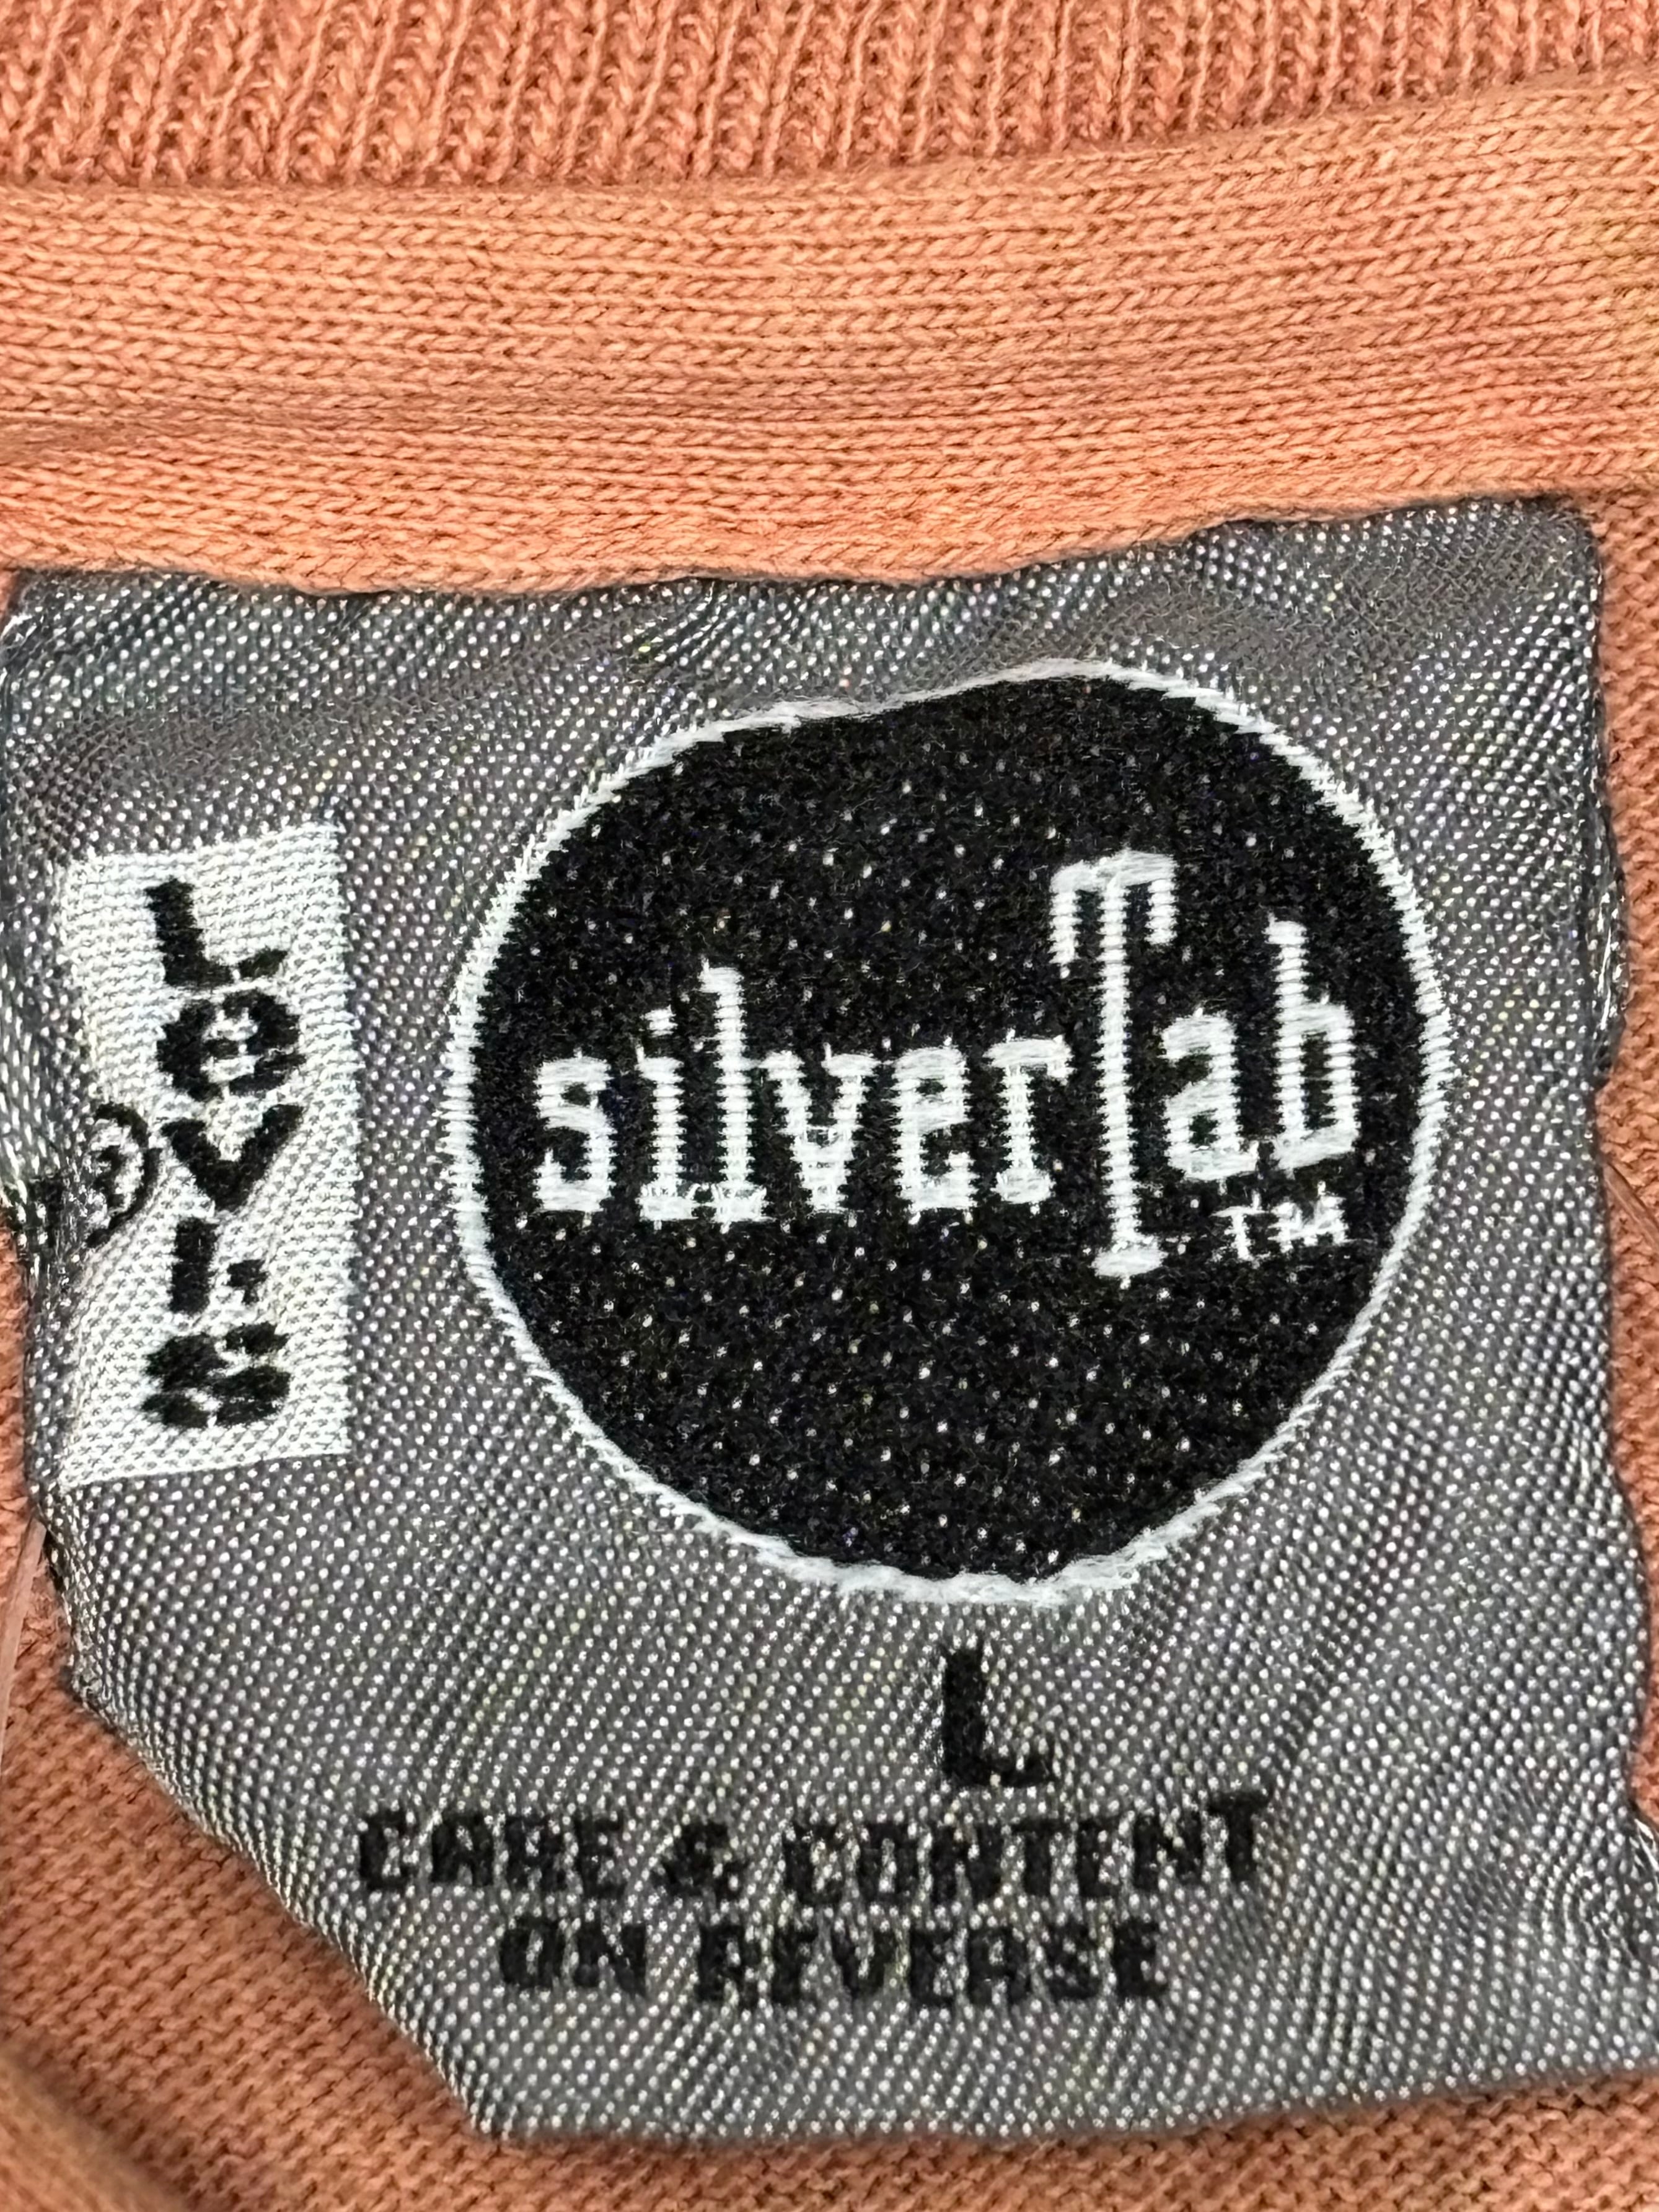 LeVI'S
®
silverTab
™
L
CARE & CONTENT
ON REVERSE